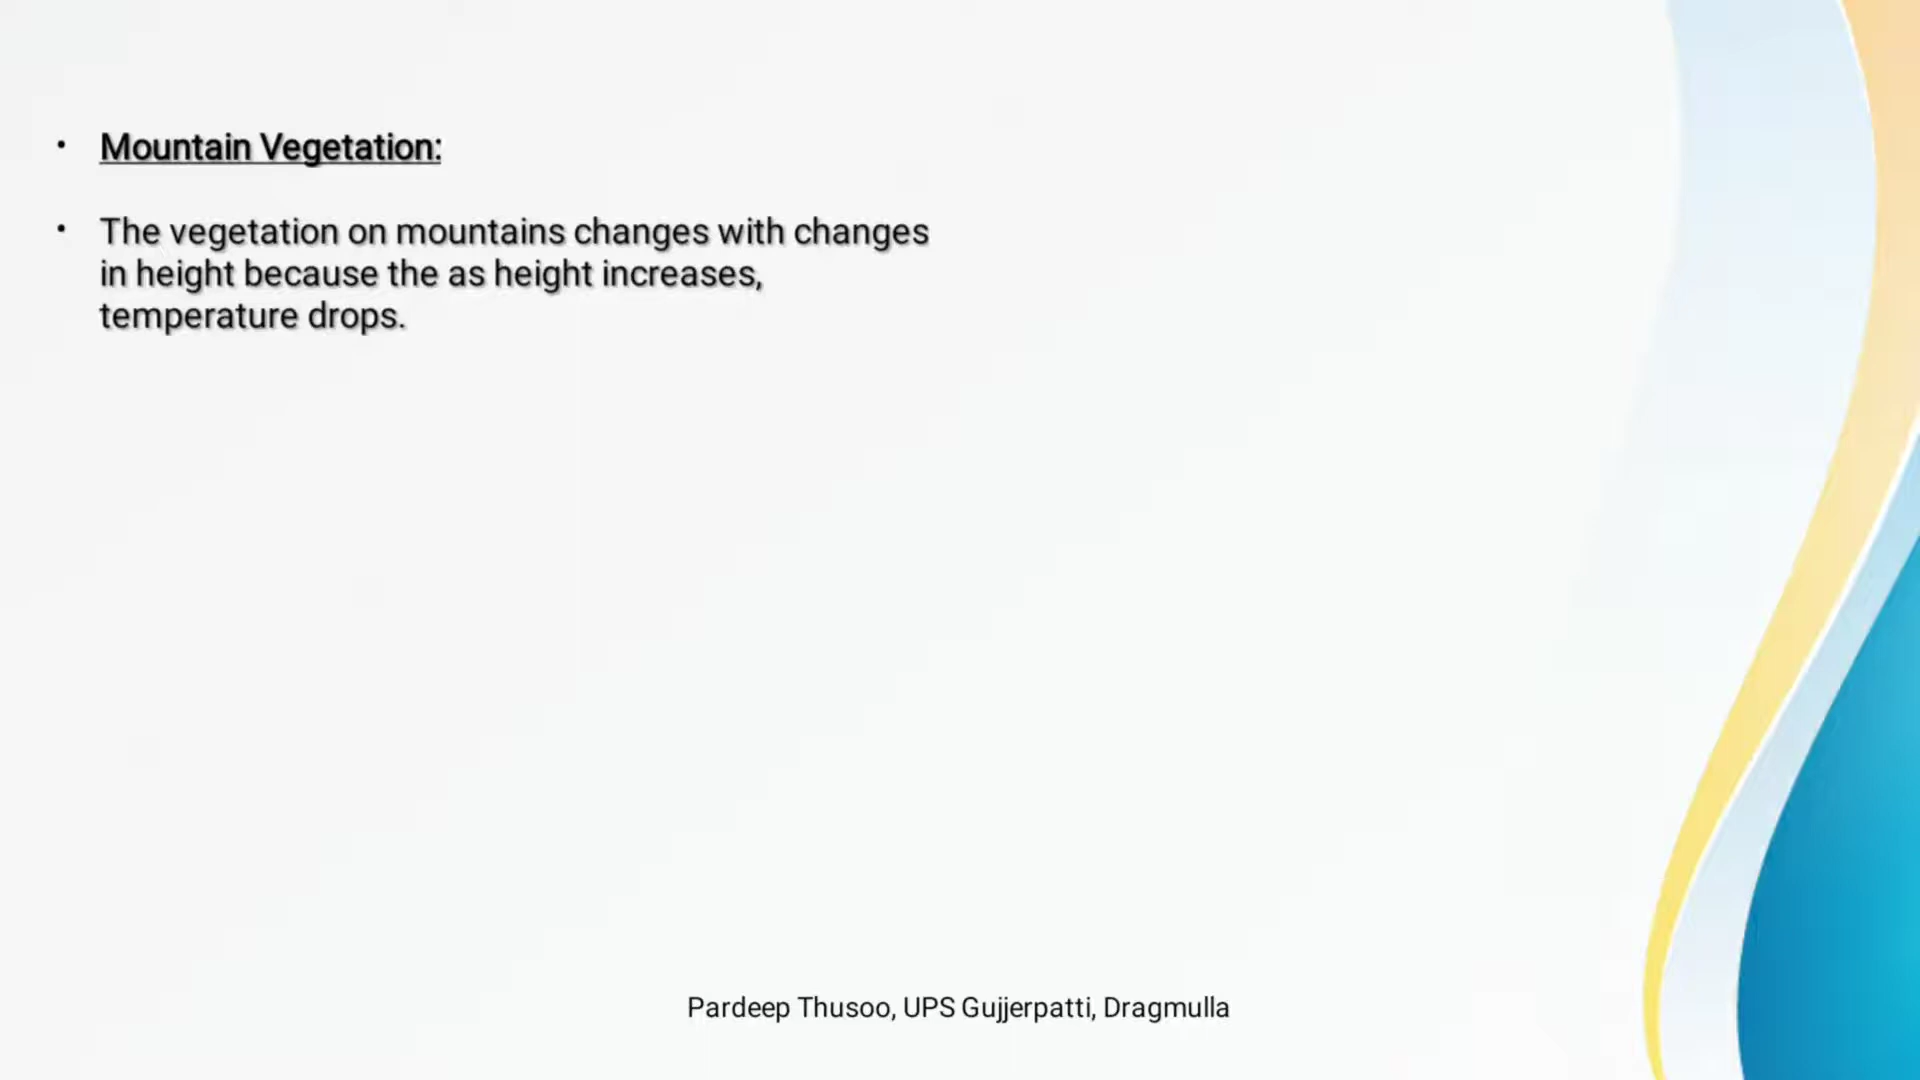 • Mountain Vegetation:
• The vegetation on mountains changes with changes
in height because the as height increases,
temperature drops.
Pardeep Thusoo, UPS Gujjerpatti, Dragmulla